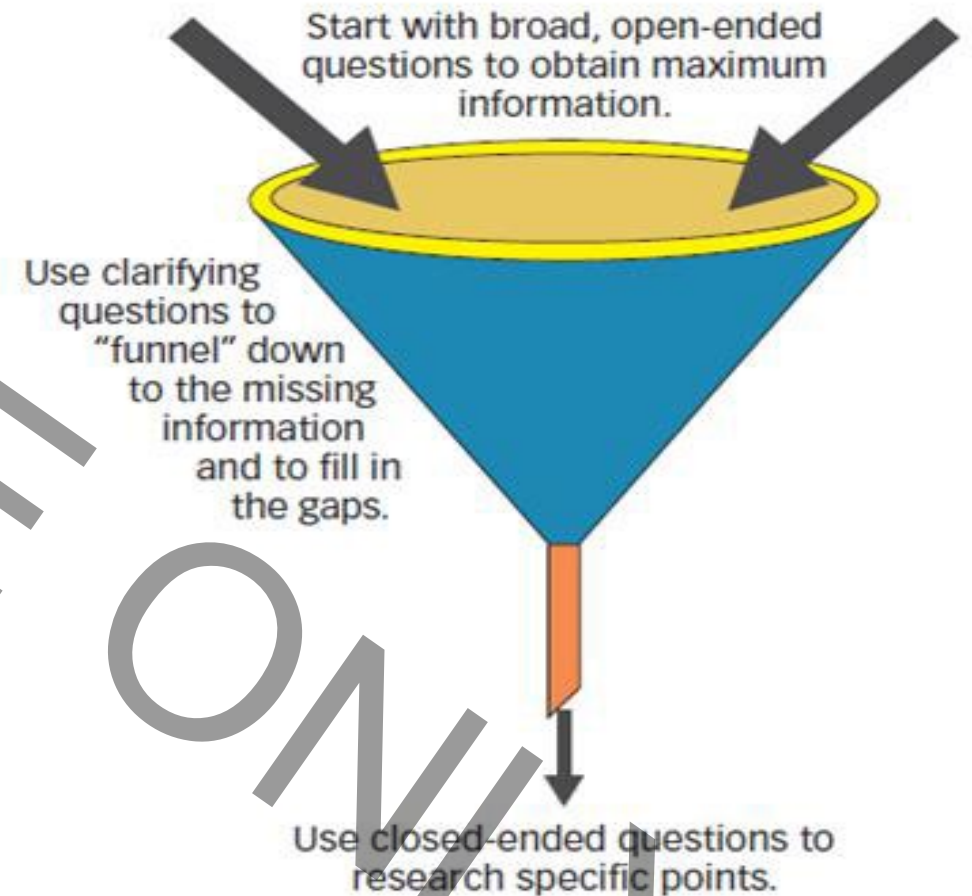 Start with broad, open-ended
questions to obtain maximum
information.
Use clarifying
questions to
“funnel” down
to the missing
information
and to fill in
the gaps.
Use closed-ended questions to
research specific points.